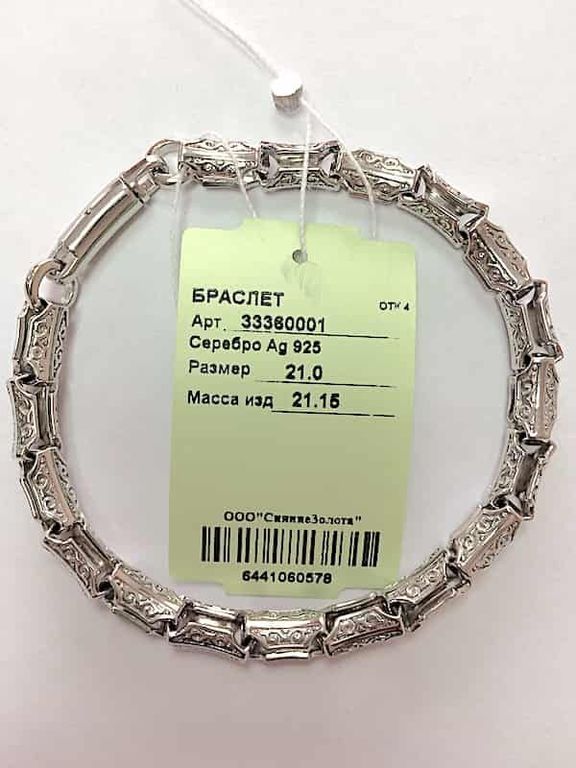 БРАСЛЕТ ОТК 4
Арт. 33360001
Серебро Ag 925
Размер 21.0
Масса изд 21.15
ООО"СияниеЗолота"
6441060578